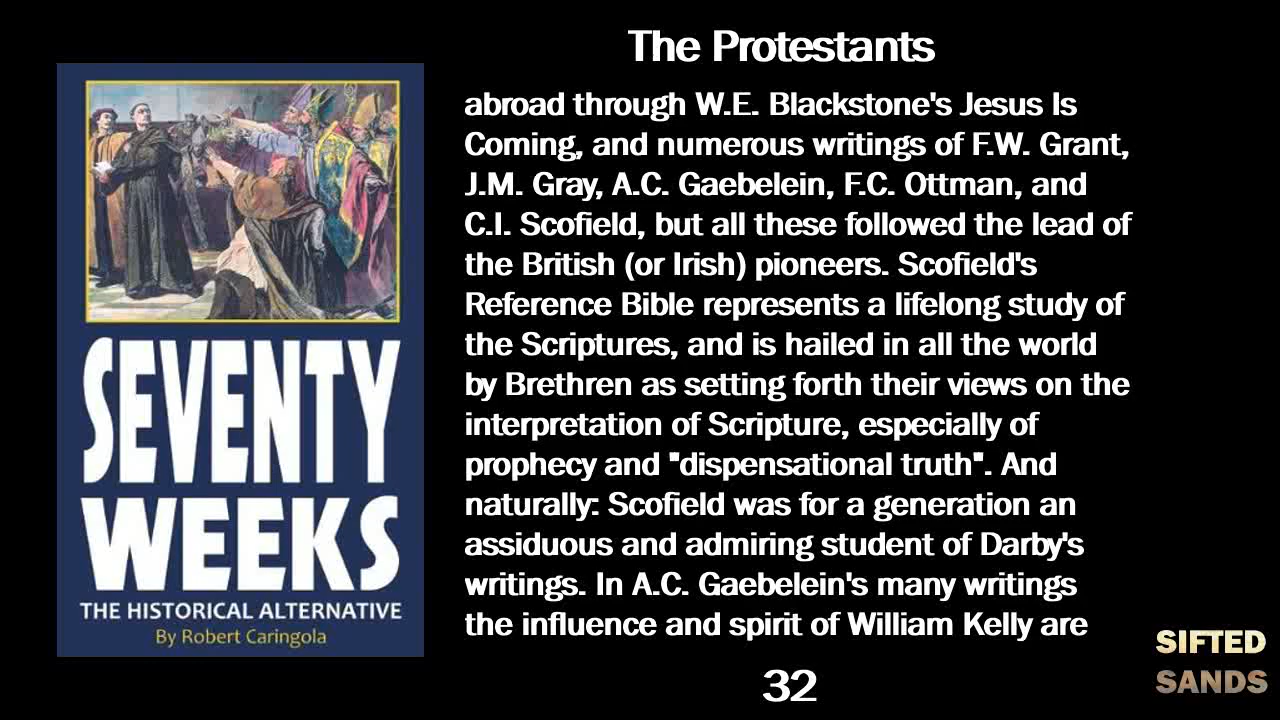 The Protestants
abroad through W.E. Blackstone's Jesus Is
Coming, and numerous writings of F.W. Grant,
J.M. Gray, A.C. Gaebelein, F.C. Ottman, and
C.I. Scofield, but all these followed the lead of
the British (or Irish) pioneers. Scofield's
Reference Bible represents a lifelong study of
the Scriptures, and is hailed in all the world
by Brethren as setting forth their views on the
interpretation of Scripture, especially of
prophecy and "dispensational truth". And
naturally: Scofield was for a generation an
assiduous and admiring student of Darby's
writings. In A.C. Gaebelein's many writings
the influence and spirit of William Kelly are
32
SEVENTY
WEEKS
THE HISTORICAL ALTERNATIVE
By Robert Caringola
SIFTED
SANDS